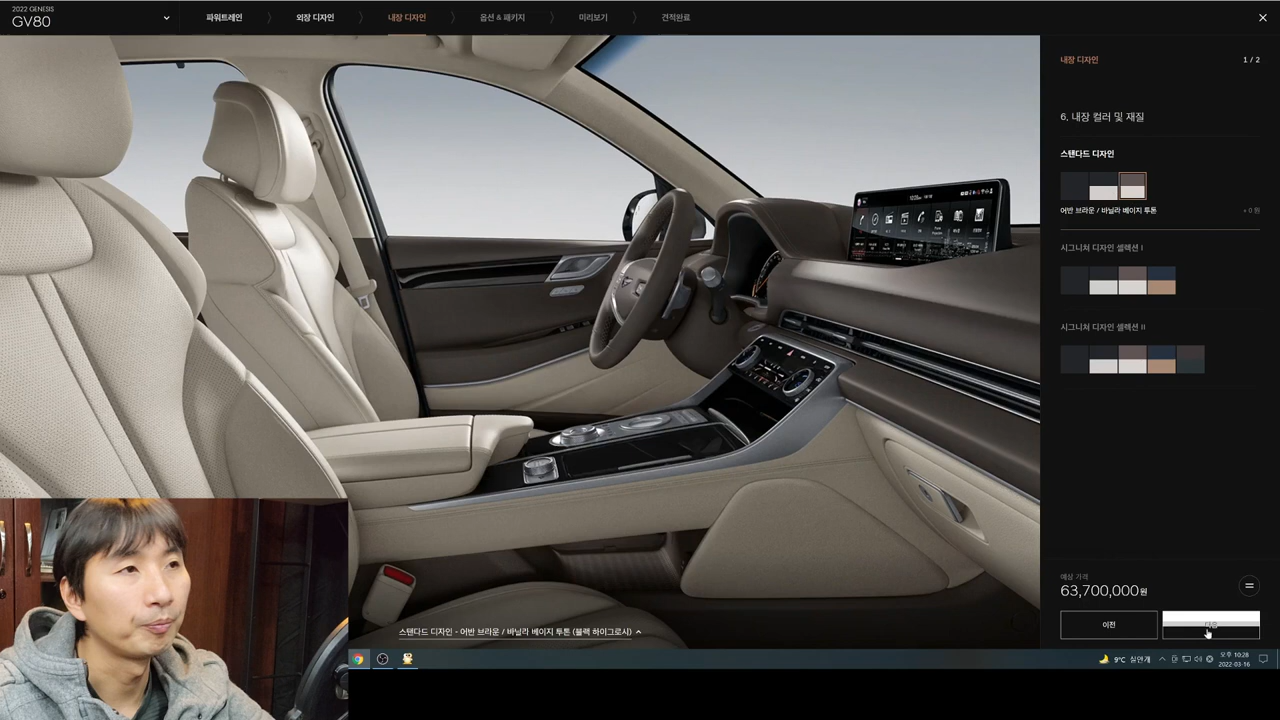 2022 GENESIS
GV80
파워트레인
외장 디자인
내장 디자인
옵션 & 패키지
미리보기
견적완료
내장 디자인
1 / 2
6. 내장 컬러 및 재질
스탠다드 디자인
어반 브라운 / 바닐라 베이지 투톤
+ 0 원
시그니쳐 디자인 셀렉션 I
시그니쳐 디자인 셀렉션 II
예상 가격
63,700,000원
이전
다음
스탠다드 디자인 - 어반 브라운 / 바닐라 베이지 투톤 (블랙 하이그로시)
9°C 실안개
오후 10:28
2022-03-16